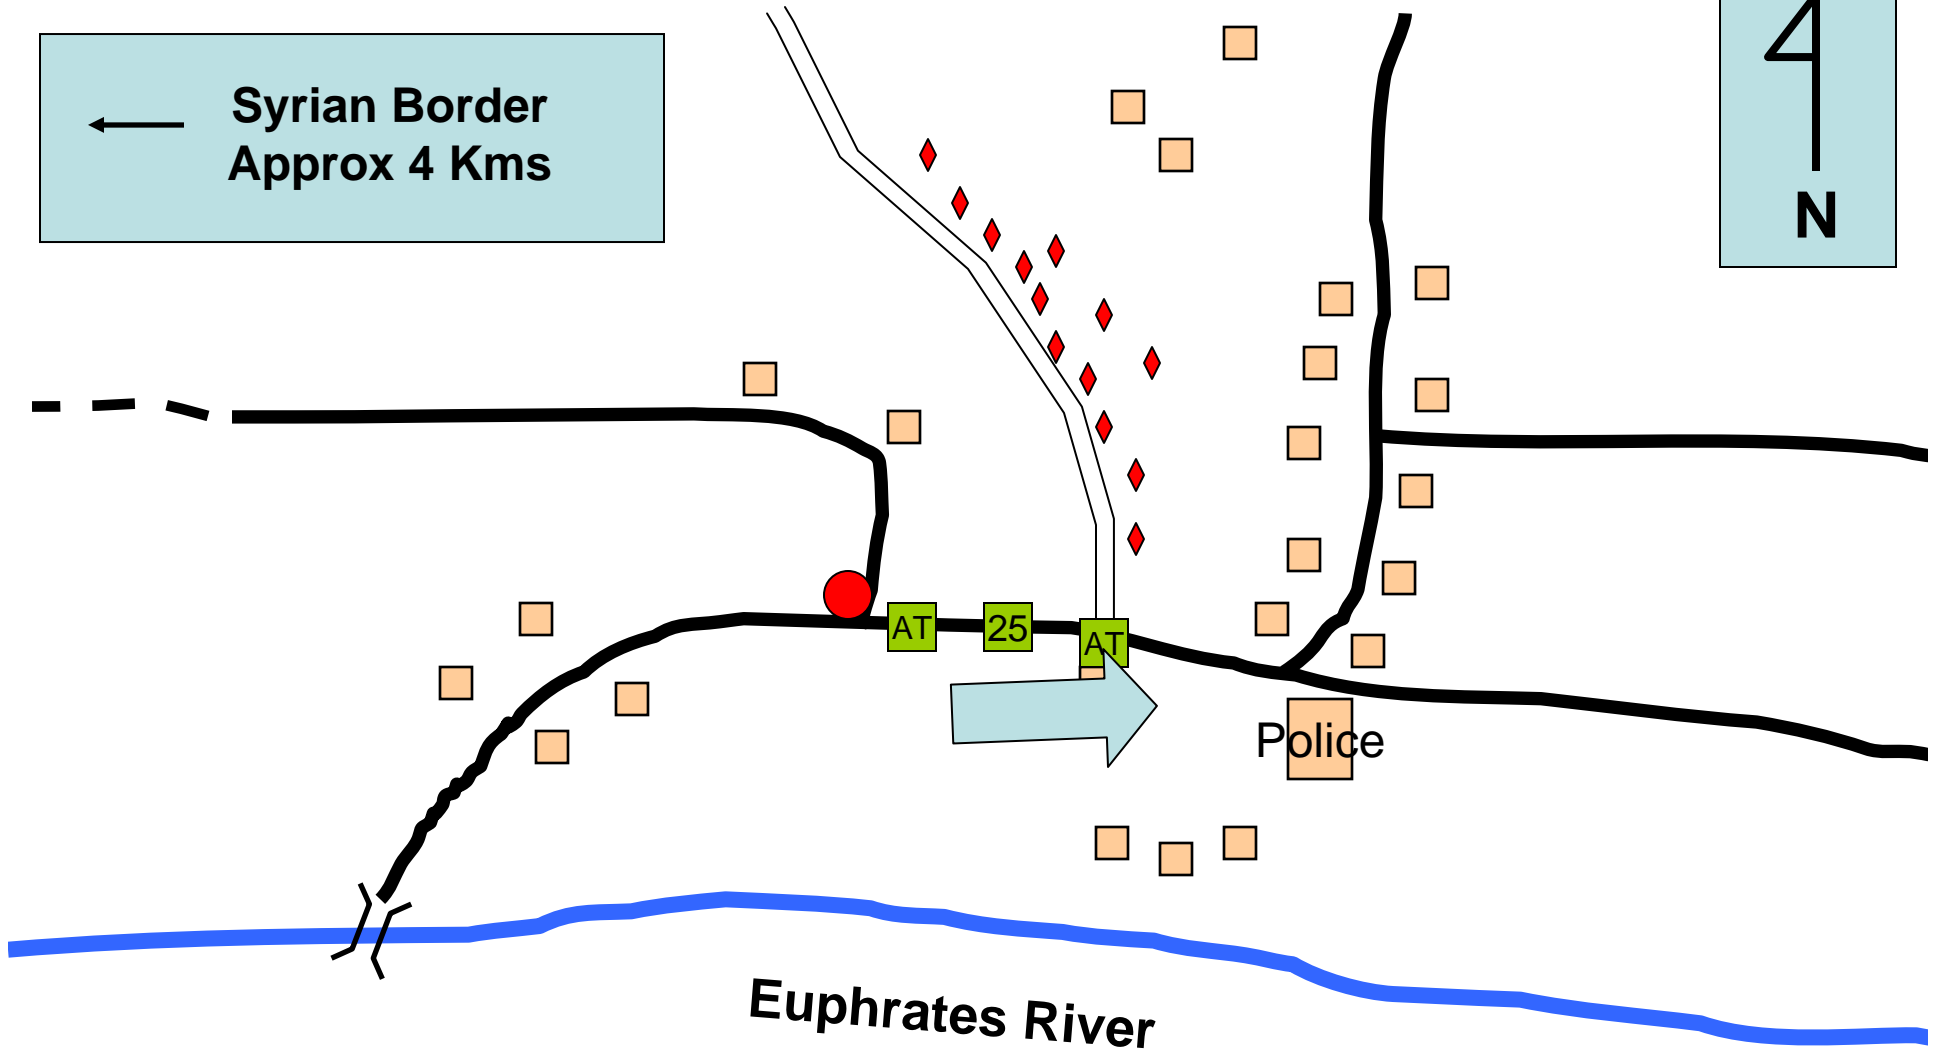 Syrian Border
Approx 4 Kms
N
AT
25
AT
Police
Euphrates River